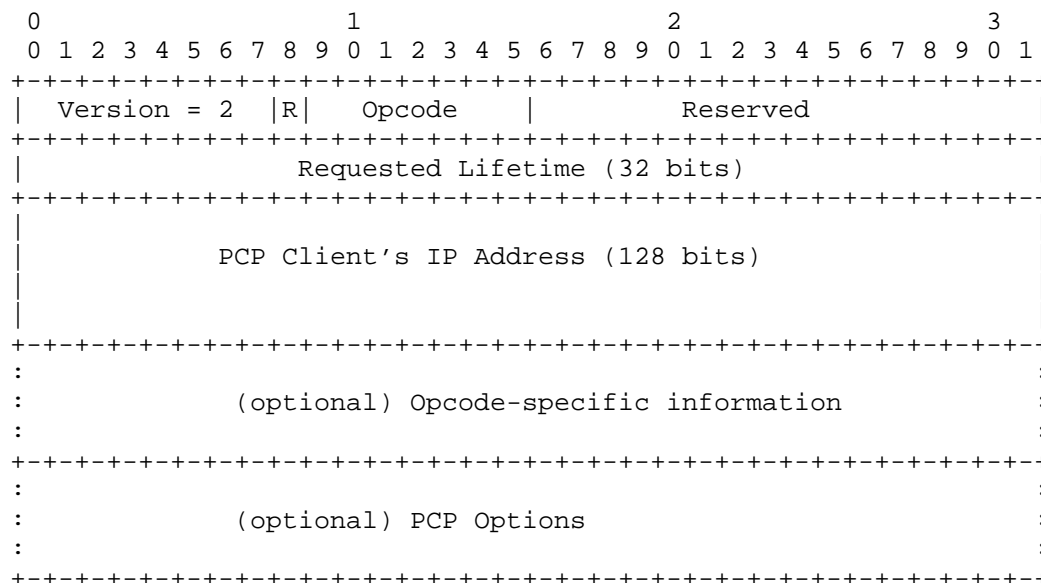 0                   1                   2                   3
 0 1 2 3 4 5 6 7 8 9 0 1 2 3 4 5 6 7 8 9 0 1 2 3 4 5 6 7 8 9 0 1
+-+-+-+-+-+-+-+-+-+-+-+-+-+-+-+-+-+-+-+-+-+-+-+-+-+-+-+-+-+-+-+-
|  Version = 2  |R|   Opcode    |         Reserved              |
+-+-+-+-+-+-+-+-+-+-+-+-+-+-+-+-+-+-+-+-+-+-+-+-+-+-+-+-+-+-+-+-
|                 Requested Lifetime (32 bits)                  |
+-+-+-+-+-+-+-+-+-+-+-+-+-+-+-+-+-+-+-+-+-+-+-+-+-+-+-+-+-+-+-+-
|                                                               |
|            PCP Client’s IP Address (128 bits)                 |
|                                                               |
|                                                               |
+-+-+-+-+-+-+-+-+-+-+-+-+-+-+-+-+-+-+-+-+-+-+-+-+-+-+-+-+-+-+-+-
:                                                               :
:             (optional) Opcode-specific information            :
:                                                               :
+-+-+-+-+-+-+-+-+-+-+-+-+-+-+-+-+-+-+-+-+-+-+-+-+-+-+-+-+-+-+-+-
:                                                               :
:             (optional) PCP Options                            :
:                                                               :
+-+-+-+-+-+-+-+-+-+-+-+-+-+-+-+-+-+-+-+-+-+-+-+-+-+-+-+-+-+-+-+-